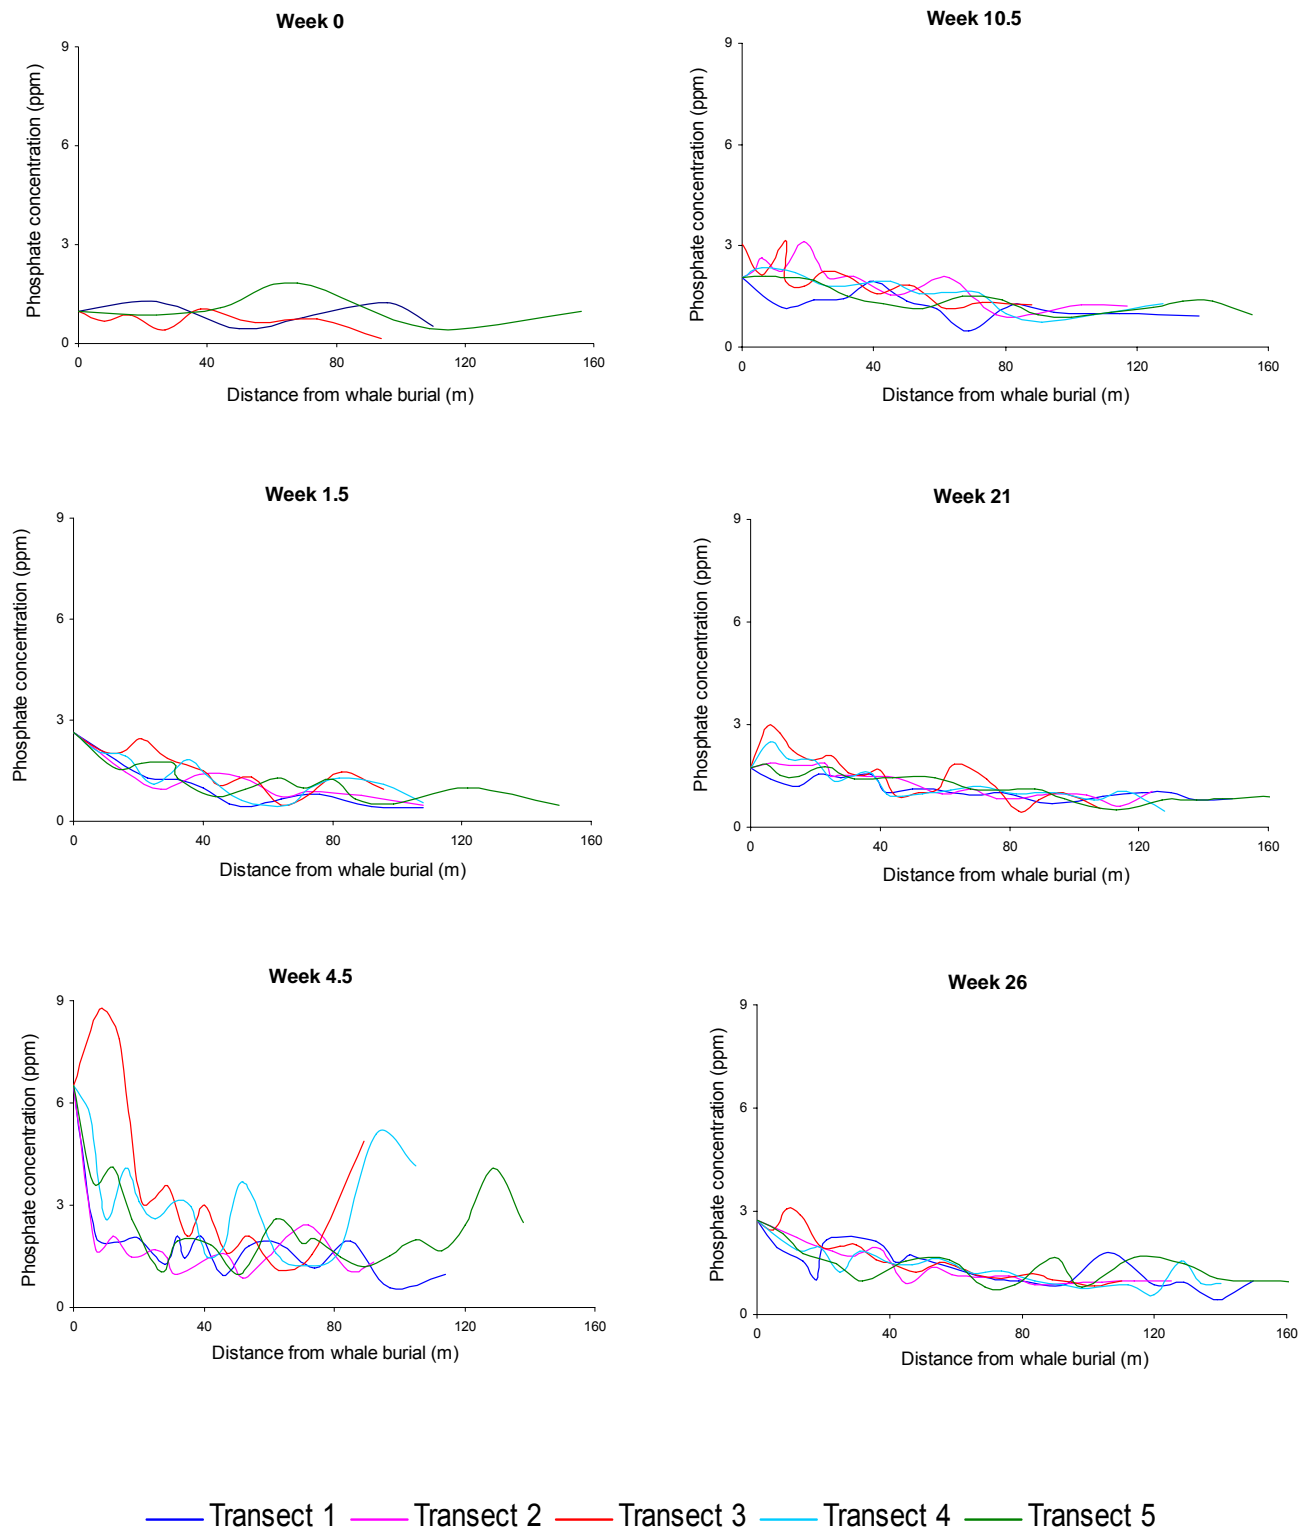 Week 0
Phosphate concentration (ppm)
9
6
3
0
0 40 80 120 160
Distance from whale burial (m)
Week 10.5
Phosphate concentration (ppm)
9
6
3
0
0 40 80 120 160
Distance from whale burial (m)
Week 1.5
Phosphate concentration (ppm)
9
6
3
0
0 40 80 120 160
Distance from whale burial (m)
Week 21
Phosphate concentration (ppm)
9
6
3
0
0 40 80 120 160
Distance from whale burial (m)
Week 4.5
Phosphate concentration (ppm)
9
6
3
0
0 40 80 120 160
Distance from whale burial (m)
Week 26
Phosphate concentration (ppm)
9
6
3
0
0 40 80 120 160
Distance from whale burial (m)
Transect 1 Transect 2 Transect 3 Transect 4 Transect 5